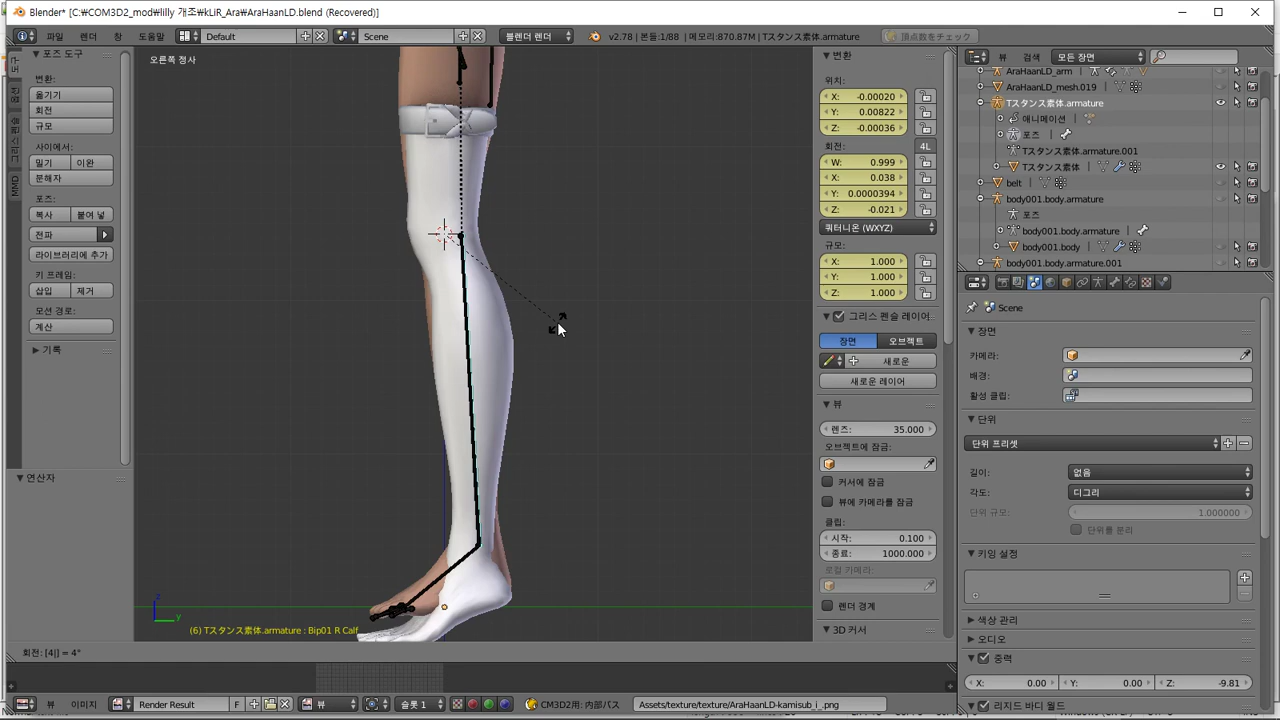 Blender* [C:₩COM3D2_mod₩lilly 개조₩kLiR_Ara₩AraHaanLD.blend (Recovered)]
파일 렌더 창 도움말 Default Scene 블렌더 렌더 v2.78 | 본들:1/88 | 메모리:870.87M | Tスタンス素体.armature 頂点数をチェック
포즈 도구
변환:
옮기기
회전
규모
사이에서:
밀기 이완
분해자
포즈:
복사 붙여 넣
전파
라이브러리에 추가
키 프레임:
삽입 제거
모션 경로:
계산
기록
연산자
MMD
오른쪽 정사
(6) Tスタンス素体.armature : Bip01 R Calf
회전: [4|] = 4°
변환
위치:
X: -0.00020
Y: 0.00822
Z: -0.00036
회전: 4L
W: 0.999
X: 0.038
Y: 0.0000394
Z: -0.021
쿼터니온 (WXYZ)
규모:
X: 1.000
Y: 1.000
Z: 1.000
그리스 펜슬 레이어
장면 오브젝트
새로운
새로운 레이어
뷰
렌즈: 35.000
오브젝트에 잠금:
커서에 잠금
뷰에 카메라를 잠금
클립:
시작: 0.100
종료: 1000.000
로컬 카메라:
렌더 경계
3D 커서
뷰 검색 모든 장면
AraHaanLD_arm
AraHaanLD_mesh.019
Tスタンス素体.armature
애니메이션
포즈
Tスタンス素体.armature.001
Tスタンス素体
belt
body001.body.armature
포즈
body001.body.armature
body001.body
body001.body.armature.001
Scene
장면
카메라:
배경:
활성 클립:
단위
단위 프리셋
길이: 없음
각도: 디그리
단위 규모: 1.000000
단위를 분리
키잉 설정
색상 관리
오디오
중력
X: 0.00 Y: 0.00 Z: -9.81
리지드 바디 월드
뷰 이미지 Render Result F 뷰 슬롯 1 CM3D2用: 内部パス Assets/texture/texture/AraHaanLD-kamisub_i_.png